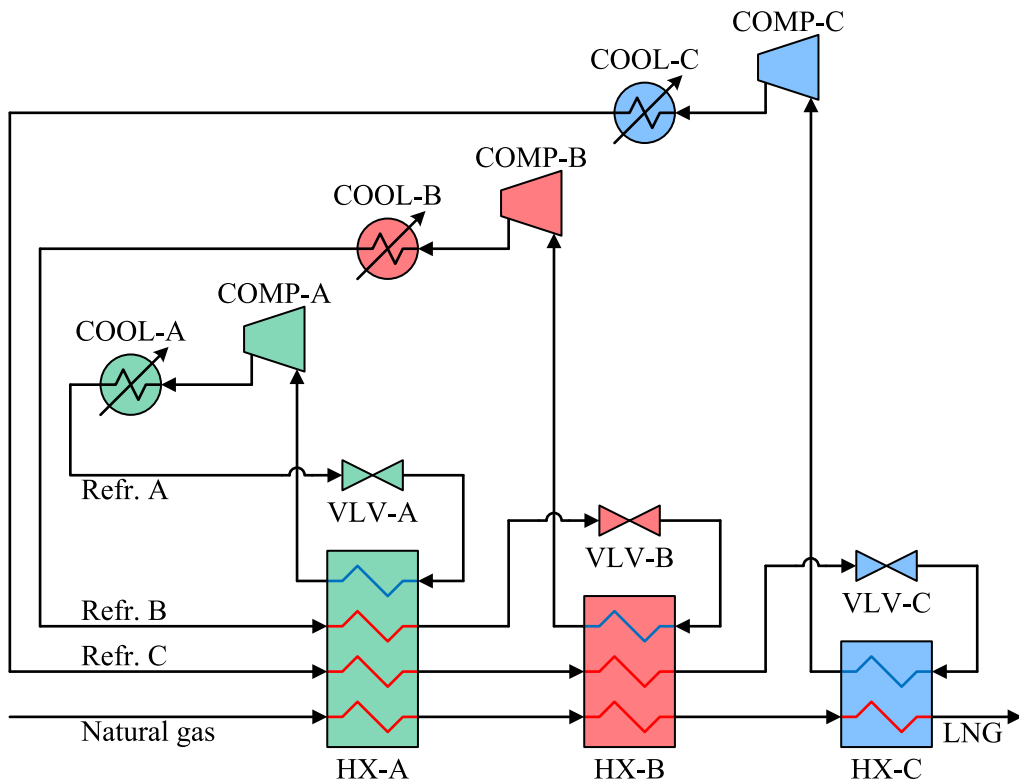 COMP-C
COOL-C
COMP-B
COOL-B
COMP-A
COOL-A
Refr. A
VLV-A
VLV-B
VLV-C
Refr. B
Refr. C
Natural gas
LNG
HX-A
HX-B
HX-C